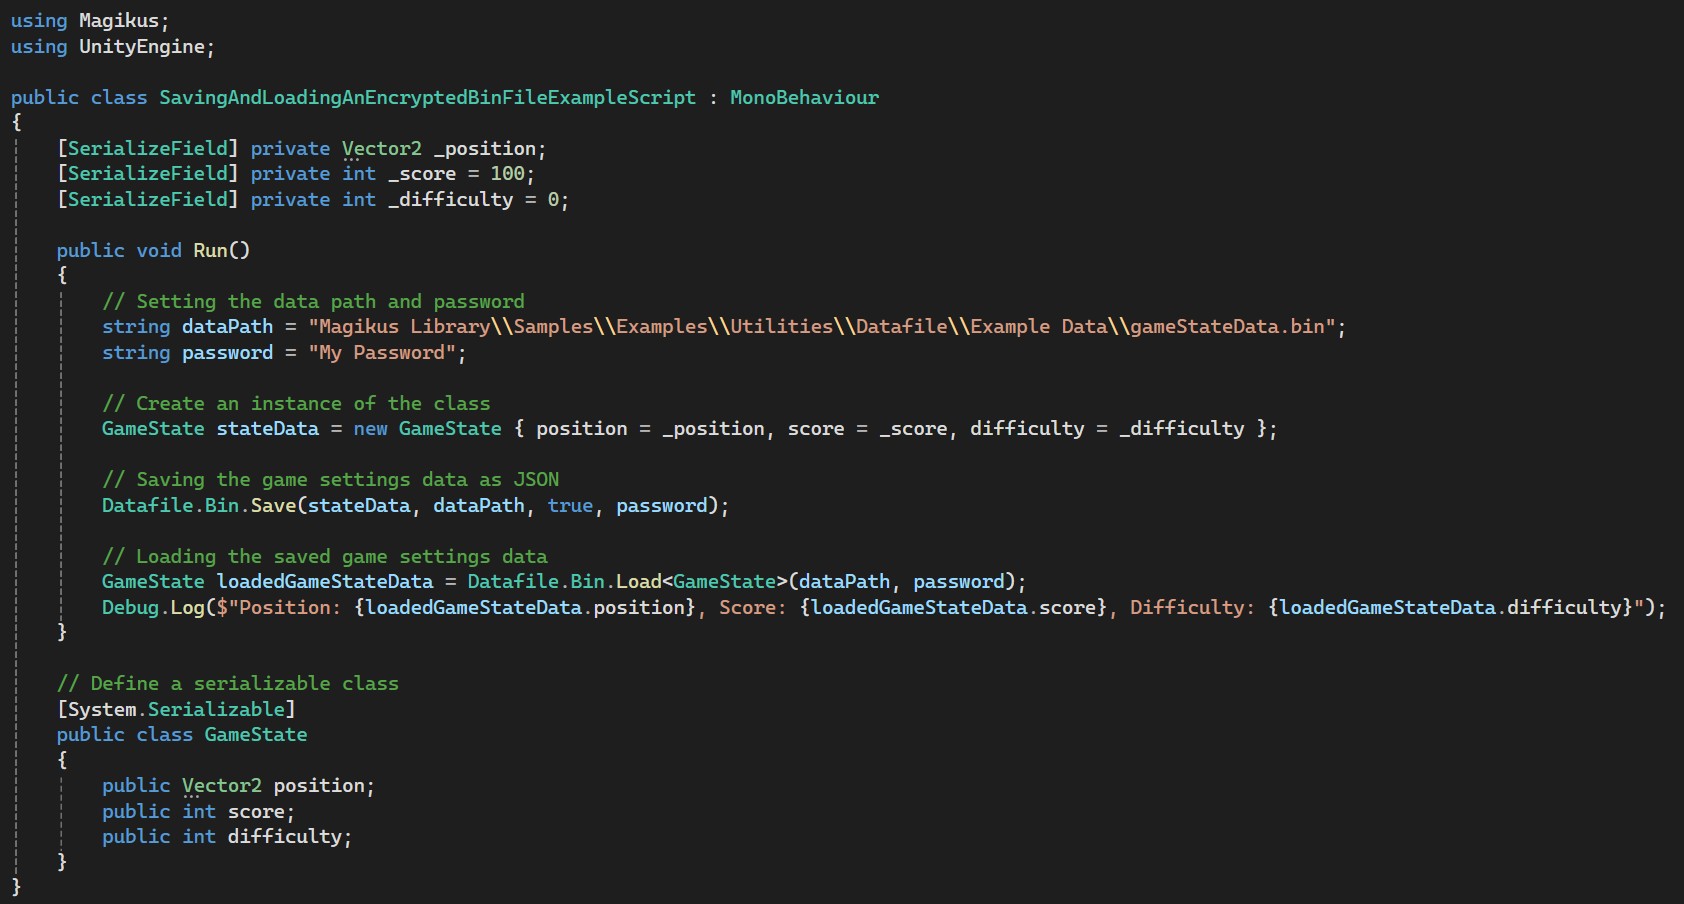 using Magikus;
using UnityEngine;

public class SavingAndLoadingAnEncryptedBinFileExampleScript : MonoBehaviour
{
    [SerializeField] private Vector2 _position;
    [SerializeField] private int _score = 100;
    [SerializeField] private int _difficulty = 0;

    public void Run()
    {
        // Setting the data path and password
        string dataPath = "Magikus Library\\Samples\\Examples\\Utilities\\Datafile\\Example Data\\gameStateData.bin";
        string password = "My Password";

        // Create an instance of the class
        GameState stateData = new GameState { position = _position, score = _score, difficulty = _difficulty };

        // Saving the game settings data as JSON
        Datafile.Bin.Save(stateData, dataPath, true, password);

        // Loading the saved game settings data
        GameState loadedGameStateData = Datafile.Bin.Load<GameState>(dataPath, password);
        Debug.Log($"Position: {loadedGameStateData.position}, Score: {loadedGameStateData.score}, Difficulty: {loadedGameStateData.difficulty}");
    }

    // Define a serializable class
    [System.Serializable]
    public class GameState
    {
        public Vector2 position;
        public int score;
        public int difficulty;
    }
}